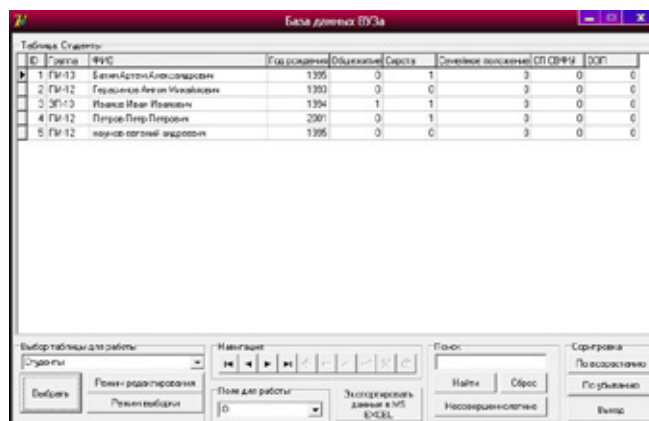 База данных ВУЗа
Таблица Студенты
ID Группа ФИО Год рождения Общежитие Сирота Семейное положение СП СВФУ ДОП
1 ПИ-13 Артем Александрович 1995 0 1 0 0 0
2 ПИ-12 Герасимов Антон Михайлович 1993 0 0 0 0 0
3 ЭП-13 Иванов Иван Иванович 1994 1 1 0 0 0
4 ПИ-12 Петров Петр Петрович 2001 0 1 0 0 0
5 ПИ-12 наумов евгений андреевич 1995 0 0 0 0 0
Выбор таблицы для работы
Студенты
Выбрать
Режим редактирования
Режим выборки
Навигация
Поле для работы
ID
Экспортировать данные в MS EXCEL
Поиск
Найти Сброс
Несовершеннолетние
Сортировка
По возрастанию
По убыванию
Выход